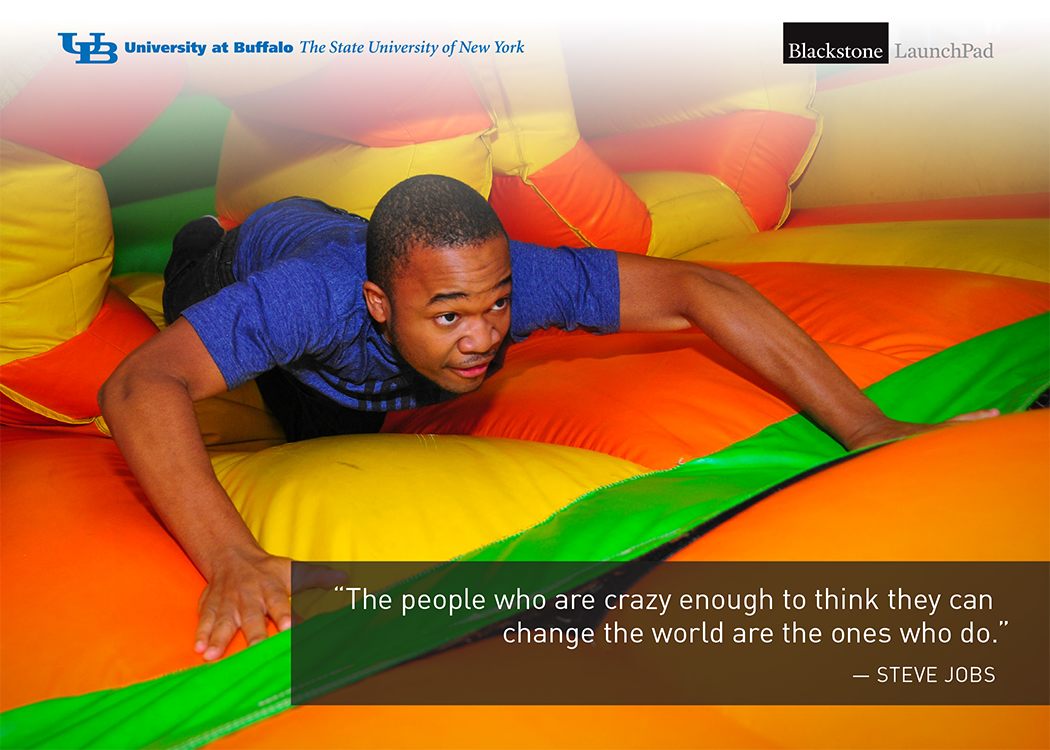 UB University at Buffalo The State University of New York
Blackstone LaunchPad
“The people who are crazy enough to think they can
change the world are the ones who do.”
— STEVE JOBS